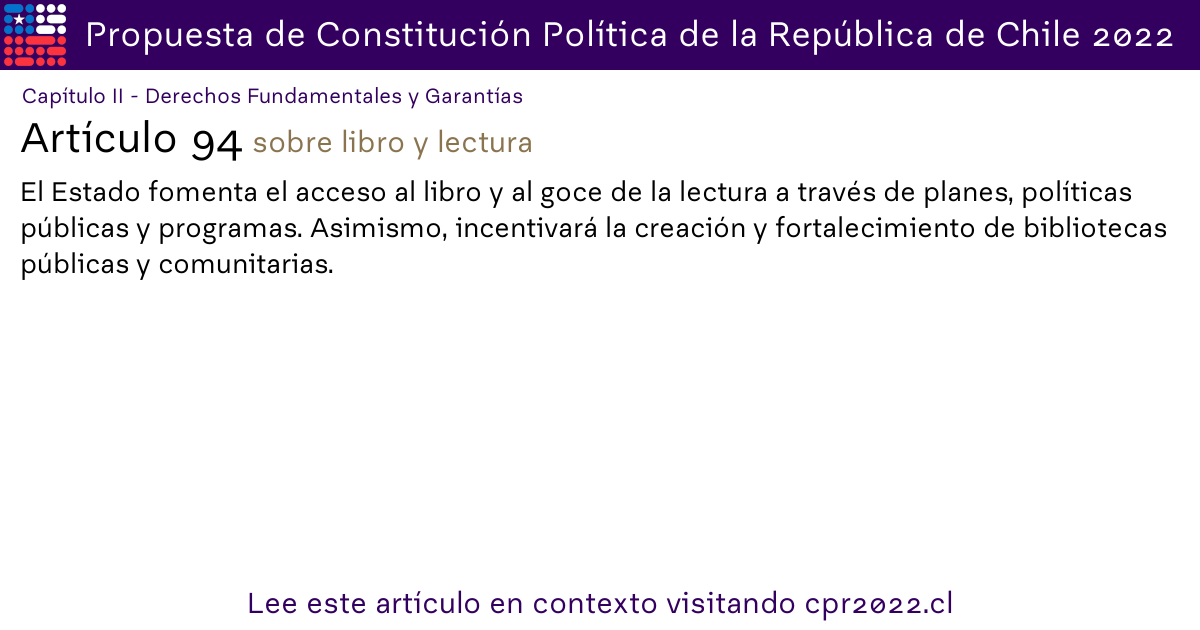 Propuesta de Constitución Política de la República de Chile 2022
Capítulo II - Derechos Fundamentales y Garantías
Artículo 94 sobre libro y lectura
El Estado fomenta el acceso al libro y al goce de la lectura a través de planes, políticas
públicas y programas. Asimismo, incentivará la creación y fortalecimiento de bibliotecas
públicas y comunitarias.
Lee este artículo en contexto visitando cpr2022.cl